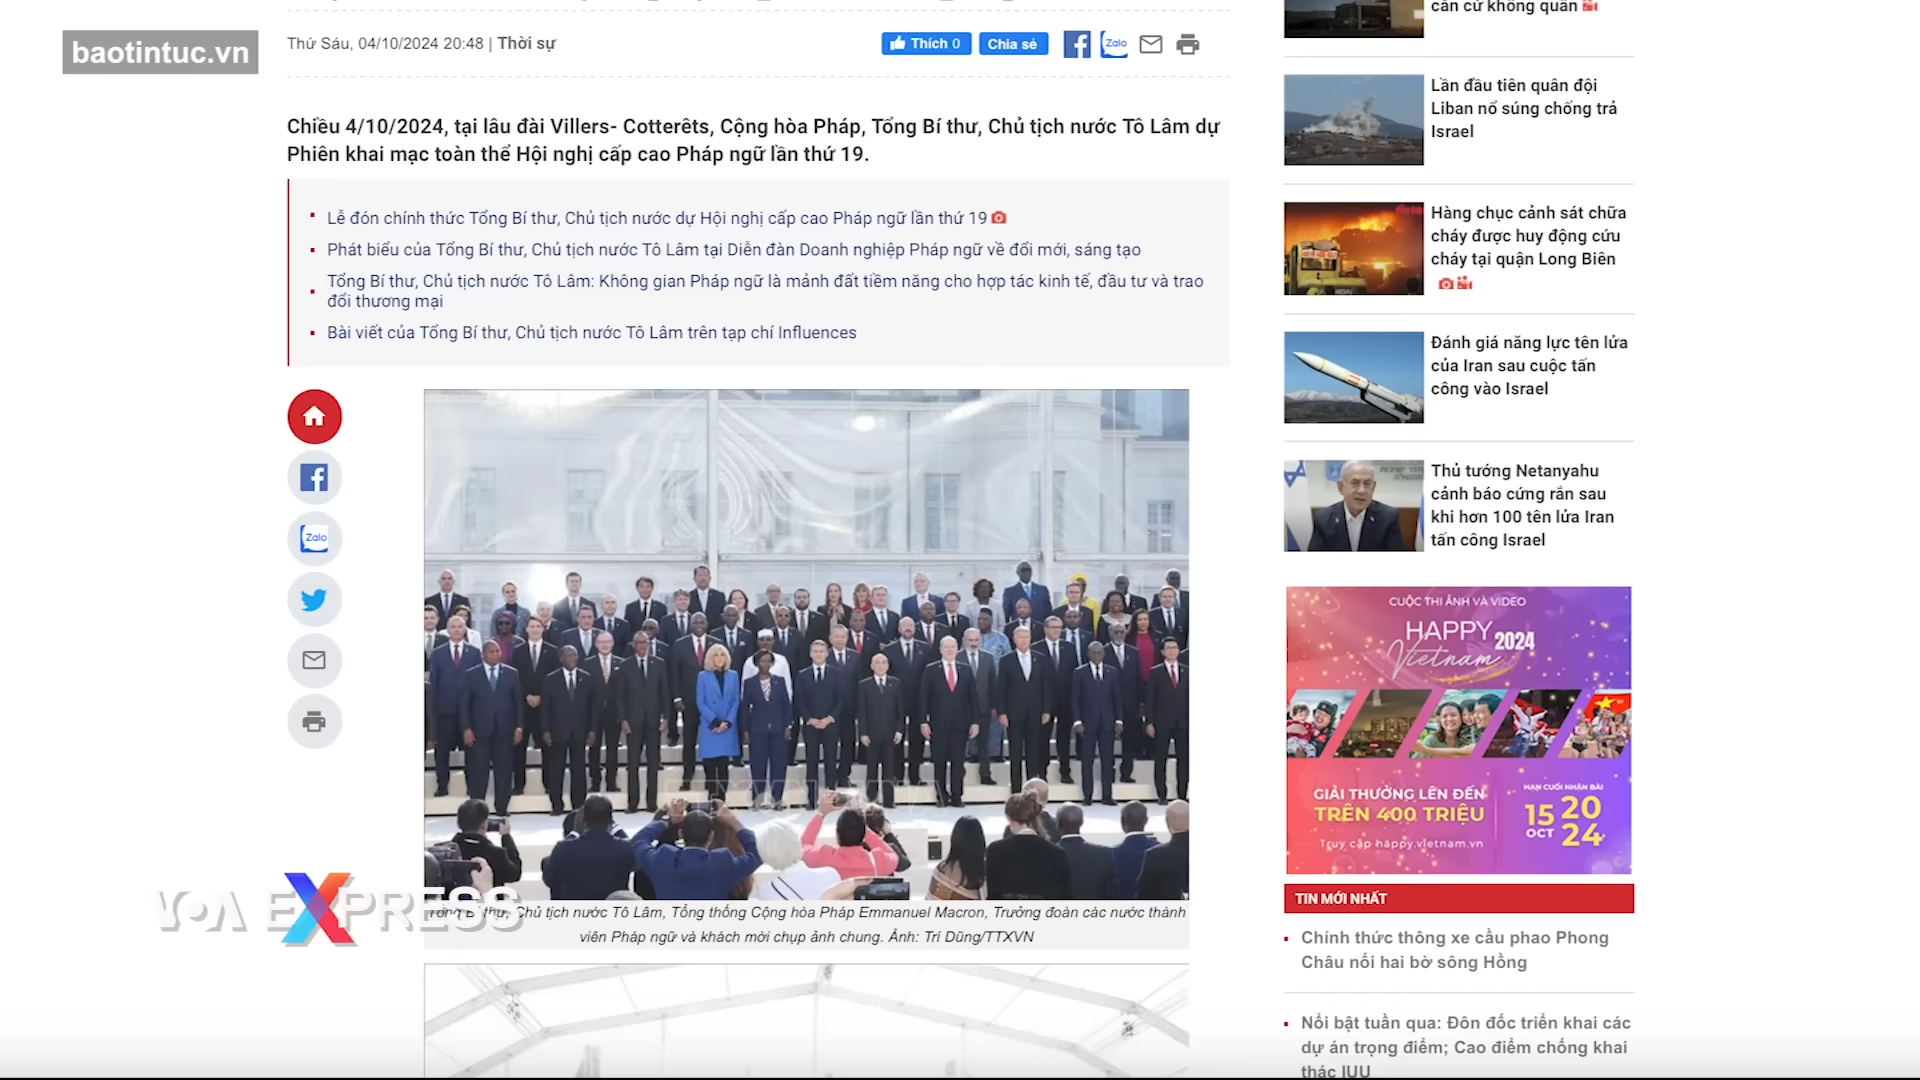 baotintuc.vn
Thứ Sáu, 04/10/2024 20:48 | Thời sự
Thích 0
Chia sẻ
Zalo
Chiều 4/10/2024, tại lâu đài Villers- Cotterêts, Cộng hòa Pháp, Tổng Bí thư, Chủ tịch nước Tô Lâm dự
Phiên khai mạc toàn thể Hội nghị cấp cao Pháp ngữ lần thứ 19.
Lễ đón chính thức Tổng Bí thư, Chủ tịch nước dự Hội nghị cấp cao Pháp ngữ lần thứ 19
Phát biểu của Tổng Bí thư, Chủ tịch nước Tô Lâm tại Diễn đàn Doanh nghiệp Pháp ngữ về đổi mới, sáng tạo
Tổng Bí thư, Chủ tịch nước Tô Lâm: Không gian Pháp ngữ là mảnh đất tiềm năng cho hợp tác kinh tế, đầu tư và trao
đổi thương mại
Bài viết của Tổng Bí thư, Chủ tịch nước Tô Lâm trên tạp chí Influences
Zalo
VOA EXPRESS
Tổng Bí thư, Chủ tịch nước Tô Lâm, Tổng thống Cộng hòa Pháp Emmanuel Macron, Trưởng đoàn các nước thành
viên Pháp ngữ và khách mời chụp ảnh chung. Ảnh: Trí Dũng/TTXVN
căn cứ không quân
Lần đầu tiên quân đội
Liban nổ súng chống trả
Israel
Hàng chục cảnh sát chữa
cháy được huy động cứu
cháy tại quận Long Biên
Đánh giá năng lực tên lửa
của Iran sau cuộc tấn
công vào Israel
Thủ tướng Netanyahu
cảnh báo cứng rắn sau
khi hơn 100 tên lửa Iran
tấn công Israel
CUỘC THI ẢNH VÀ VIDEO
HAPPY
Vietnam 2024
GIẢI THƯỞNG LÊN ĐẾN
TRÊN 400 TRIỆU
Truy cập happy.vietnam.vn
HẠN CUỐI NHẬN BÀI
15 OCT 2024
TIN MỚI NHẤT
Chính thức thông xe cầu phao Phong
Châu nối hai bờ sông Hồng
Nổi bật tuần qua: Đôn đốc triển khai các
dự án trọng điểm; Cao điểm chống khai
thác IUU